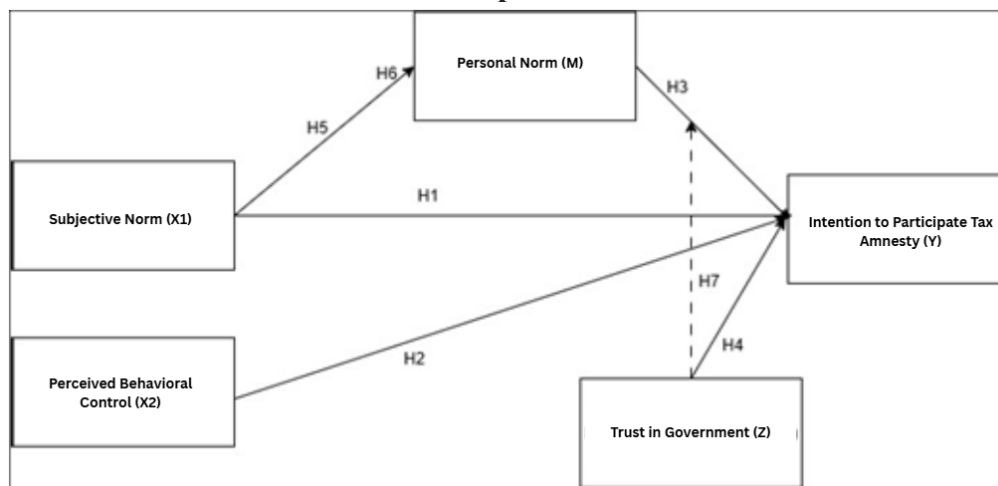 Personal Norm (M)
H6
H3
H5
Subjective Norm (X1)
H1
Intention to Participate Tax
Amnesty (Y)
H7
H4
H2
Perceived Behavioral
Control (X2)
Trust in Government (Z)